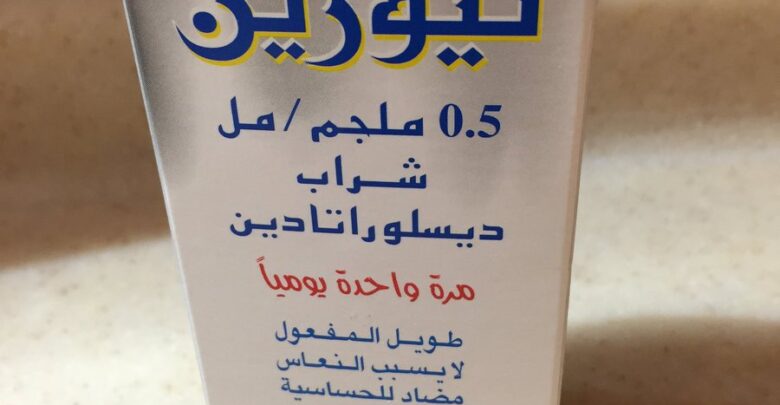 0.5 ملجم / مل
شراب
ديسلوراتادين
مرة واحدة يومياً
طويل المفعول
لا يسبب النعاس
مضاد للحساسية